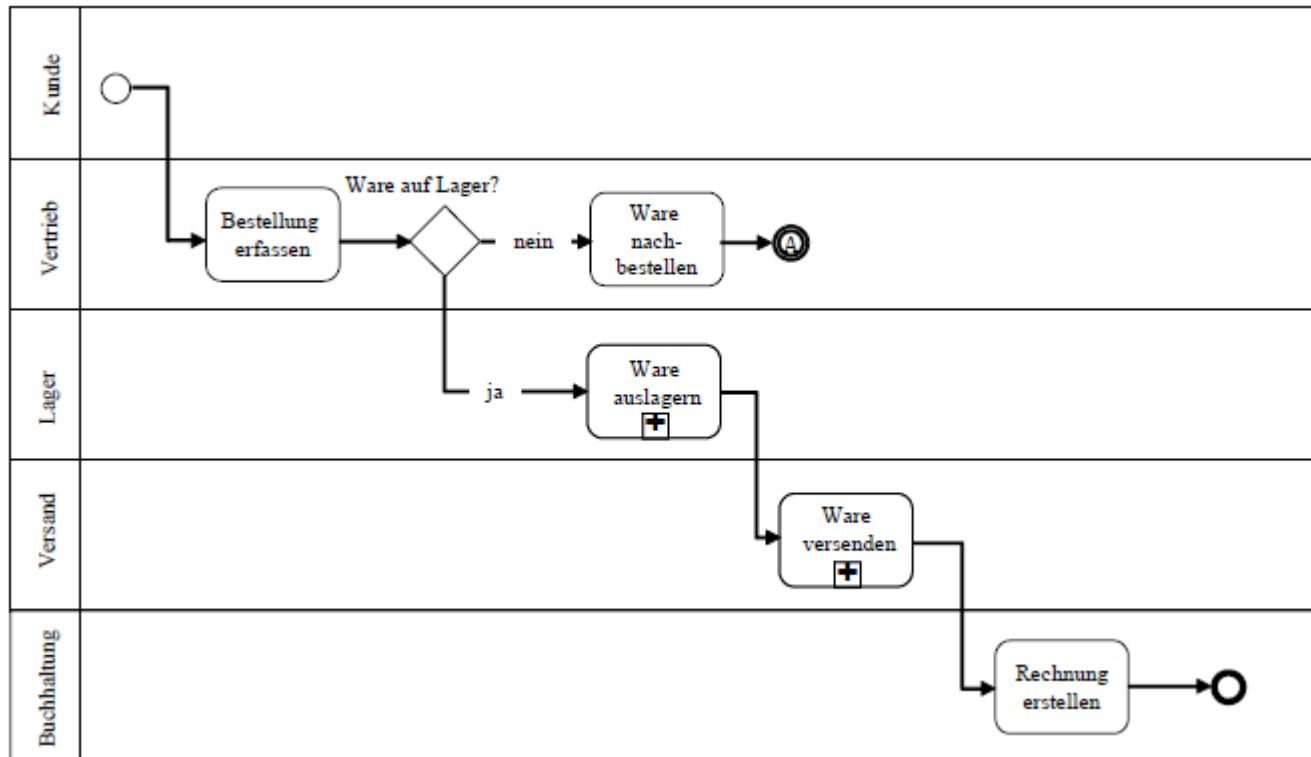 Kunde
Vertrieb
Ware auf Lager?
Bestellung
erfassen
nein
Ware
nach-
bestellen
A
Lager
ja
Ware
auslagern
Versand
Ware
versenden
Buchhaltung
Rechnung
erstellen